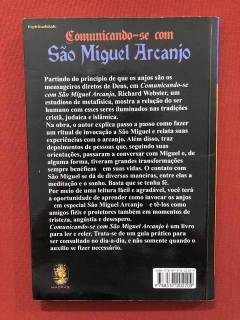 Espiritualidade
Comunicando-se com
São Miguel Arcanjo
Partindo do princípio de que os anjos são os
mensageiros diretos de Deus, em Comunicando-se
com São Miguel Arcanjo, Richard Webster, um
estudioso de metafísica, mostra a relação do ser
humano com esses seres iluminados nas tradições
cristã, judaica e islâmica.
Na obra, o autor explica passo a passo como fazer
um ritual de invocação a São Miguel e relata suas
experiências com o arcanjo. Além disso, traz
depoimentos de pessoas que, seguindo suas
orientações, passaram a conversar com Miguel e, de
alguma forma, tiveram grandes transformações
sempre benéficas em suas vidas. O contato com
São Miguel se dá de diversas maneiras, entre elas a
meditação e o sonho. Basta que se tenha fé.
Por meio de uma leitura fácil e agradável, você terá
a oportunidade de aprender como invocar os anjos
em especial São Miguel Arcanjo e tê-los como
amigos fiéis e protetores também em momentos de
tristeza, angústia e desespero.
Comunicando-se com São Miguel Arcanjo é um livro
para ler e reler. Trata-se de um guia prático para
ser consultado no dia-a-dia, e não somente quando
o auxílio se fizer necessário.
MADRAS